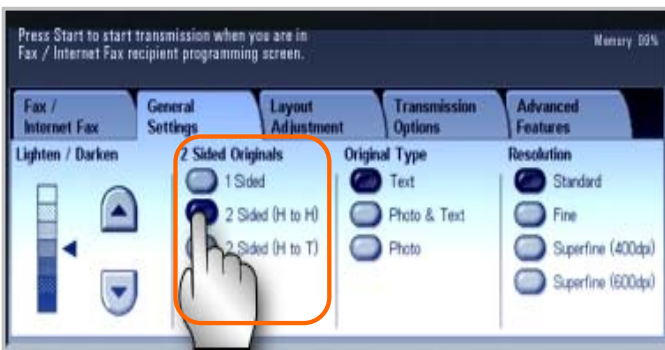 Press Start to start transmission when you are in
Fax / Internet Fax recipient programming screen.
Memory 99%
Fax /
Internet Fax
General
Settings
Layout
Adjustment
Transmission
Options
Advanced
Features
Lighten / Darken
2 Sided Originals
1 Sided
2 Sided (H to H)
2 Sided (H to T)
Original Type
Text
Photo & Text
Photo
Resolution
Standard
Fine
Superfine (400dpi)
Superfine (600dpi)